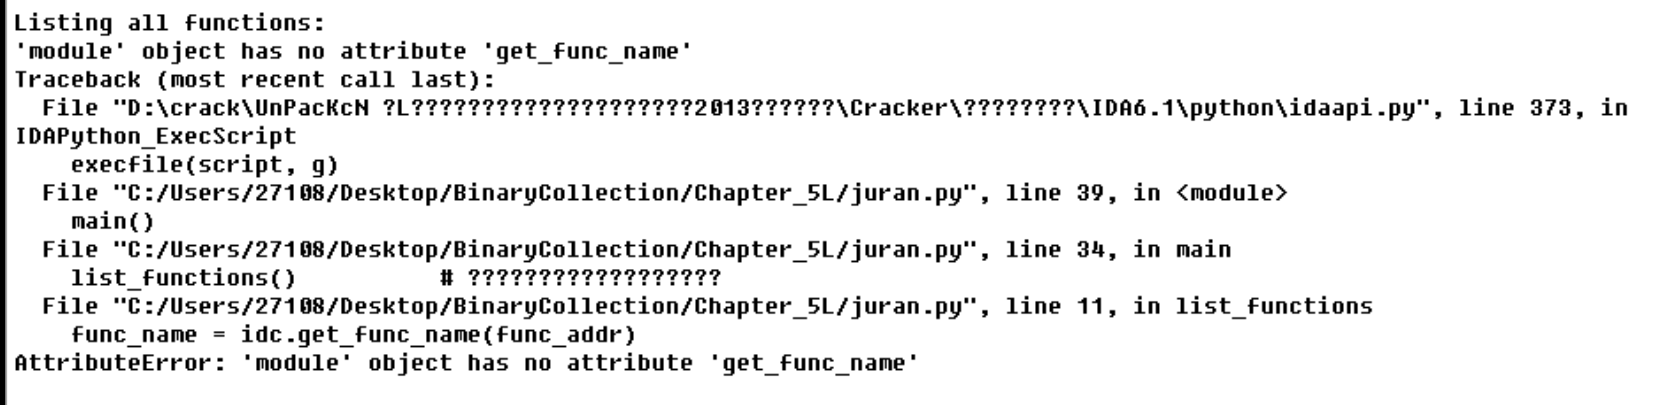 Listing all functions:
'module' object has no attribute 'get_func_name'
Traceback (most recent call last):
  File "D:\crack\UnPacKcN ?L????????????????????2013??????\Cracker\????????\IDA6.1\python\idaapi.py", line 373, in
IDAPython_ExecScript
    execfile(script, g)
  File "C:/Users/27108/Desktop/BinaryCollection/Chapter_5L/juran.py", line 39, in <module>
    main()
  File "C:/Users/27108/Desktop/BinaryCollection/Chapter_5L/juran.py", line 34, in main
    list_functions()          # ??????????????????
  File "C:/Users/27108/Desktop/BinaryCollection/Chapter_5L/juran.py", line 11, in list_functions
    func_name = idc.get_func_name(func_addr)
AttributeError: 'module' object has no attribute 'get_func_name'